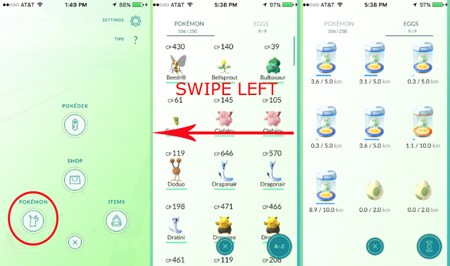 AT&T 1:49 PM 88%
SETTINGS
TIPS ?
POKÉDEX
SHOP
POKÉMON
ITEMS
AT&T 5:38 PM 97%
POKÉMON EGGS
106/250 9/9
CP430 CP140 CP39
Beedrill Bellsprout Bulbasaur
SWIPE LEFT
CP61 CP145 CP105
Clefairy Clefairy
CP119 CP646 CP570
Doduo Dragonair Dragonair
CP198 CP471 CP466
Dratini Drowzee
CP461 CP119 CP208
A-Z
AT&T 5:38 PM 97%
POKÉMON EGGS
106/250 9/9
3.6 / 5.0 km 3.1 / 5.0 km 0.3 / 5.0 km
0.3 / 5.0 km 3.6 / 5.0 km 1.1 / 10.0 km
8.9 / 10.0 km 0.0 / 2.0 km 0.0 / 2.0 km